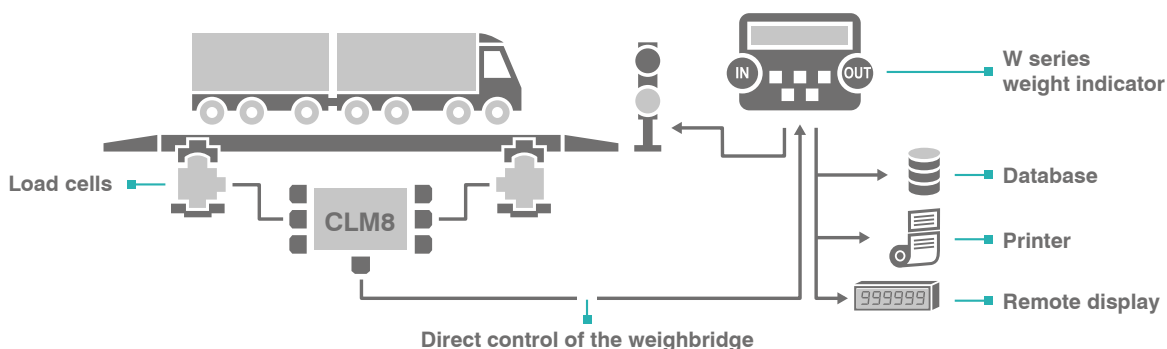 IN
OUT
W series
weight indicator
Load cells
CLM8
Database
Printer
999999
Remote display
Direct control of the weighbridge